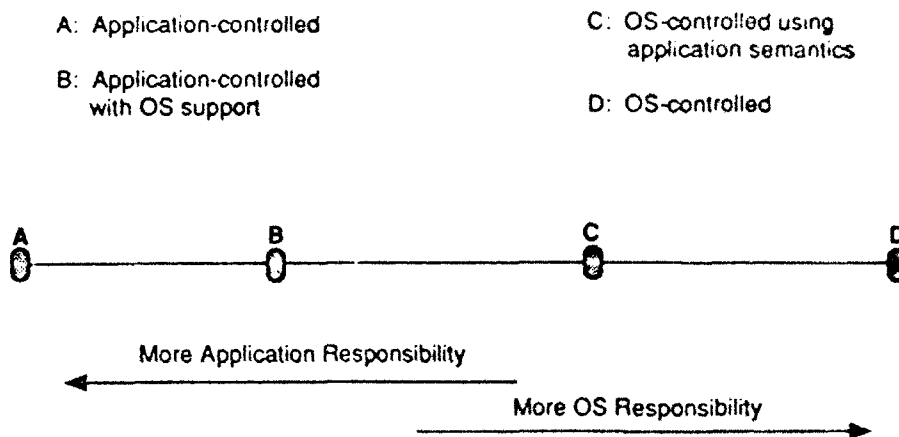 A: Application-controlled
B: Application-controlled
with OS support
C: OS-controlled using
application semantics
D: OS-controlled
A
B
C
D
More Application Responsibility
More OS Responsibility